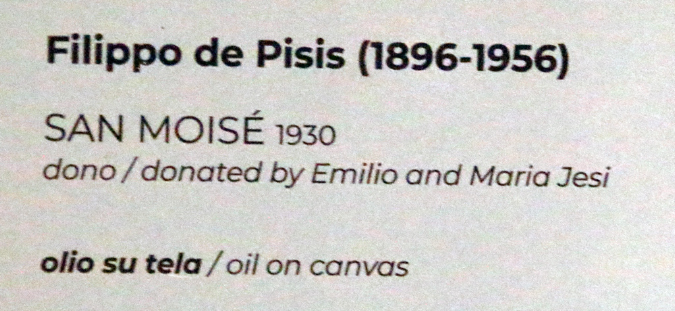 Filippo de Pisis (1896-1956)
SAN MOISÉ 1930
dono / donated by Emilio and Maria Jesi
olio su tela / oil on canvas